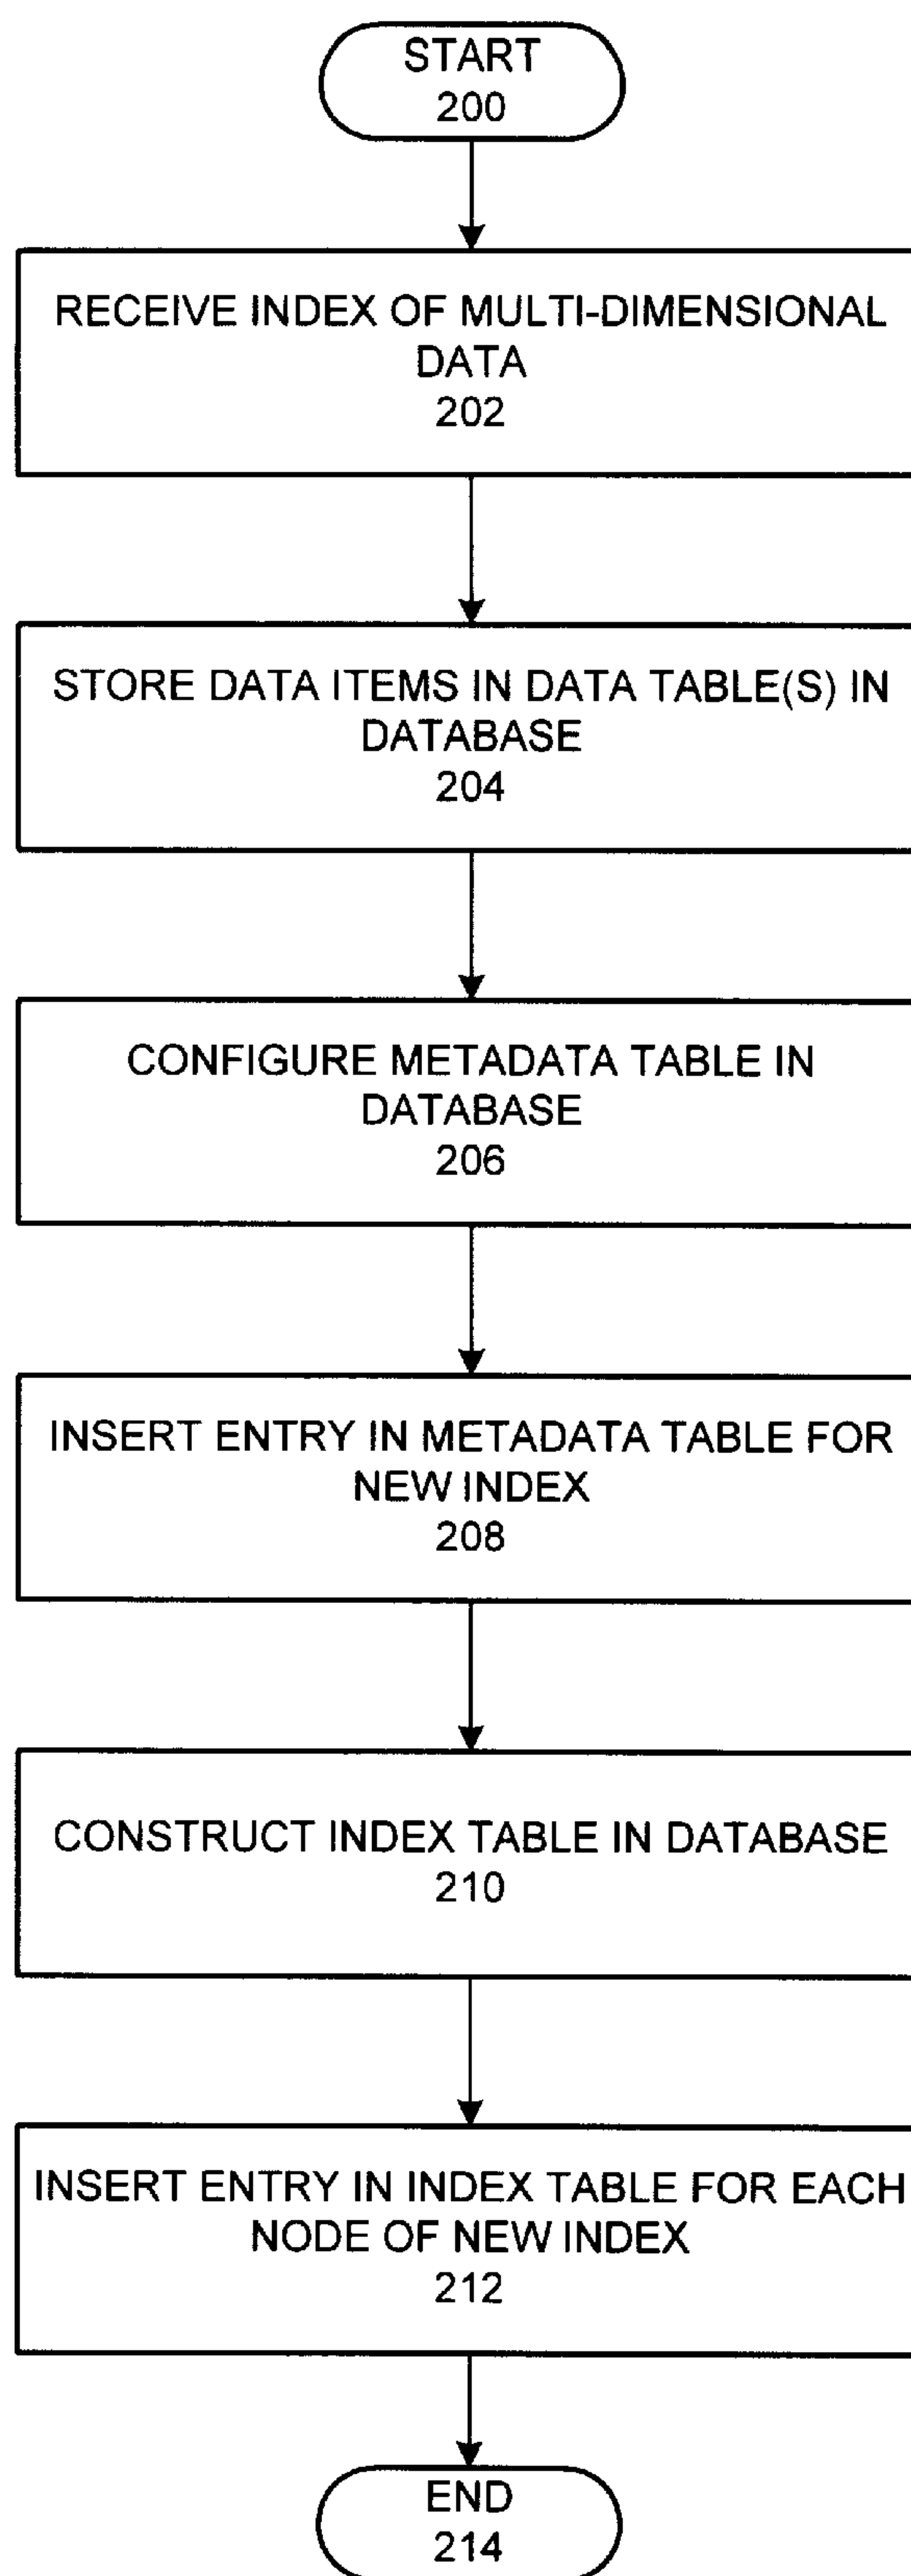 START
200
RECEIVE INDEX OF MULTI-DIMENSIONAL
DATA
202
STORE DATA ITEMS IN DATA TABLE(S) IN
DATABASE
204
CONFIGURE METADATA TABLE IN
DATABASE
206
INSERT ENTRY IN METADATA TABLE FOR
NEW INDEX
208
CONSTRUCT INDEX TABLE IN DATABASE
210
INSERT ENTRY IN INDEX TABLE FOR EACH
NODE OF NEW INDEX
212
END
214